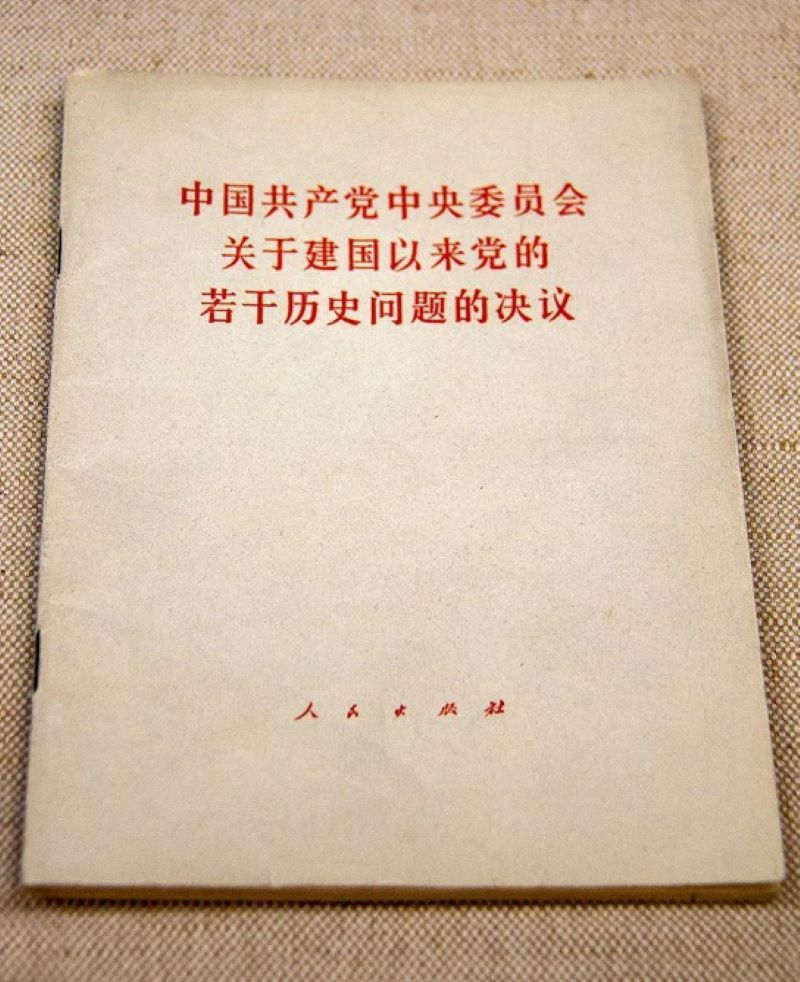 中国共产党中央委员会
关于建国以来党的
若干历史问题的决议
人民出版社